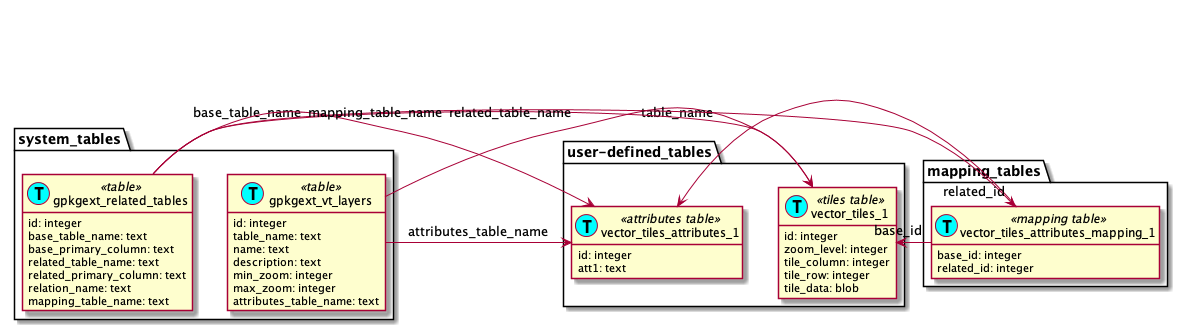 base_table_name mapping_table_name related_table_name table_name
system_tables
T «table»
gpkgext_related_tables
id: integer
base_table_name: text
base_primary_column: text
related_table_name: text
related_primary_column: text
relation_name: text
mapping_table_name: text
T «table»
gpkgext_vt_layers
id: integer
table_name: text
name: text
description: text
min_zoom: integer
max_zoom: integer
attributes_table_name: text
attributes_table_name
user-defined_tables
T «attributes table»
vector_tiles_attributes_1
id: integer
att1: text
T «tiles table»
vector_tiles_1
id: integer
zoom_level: integer
tile_column: integer
tile_row: integer
tile_data: blob
base_id
mapping_tables
related_id
T «mapping table»
vector_tiles_attributes_mapping_1
base_id: integer
related_id: integer